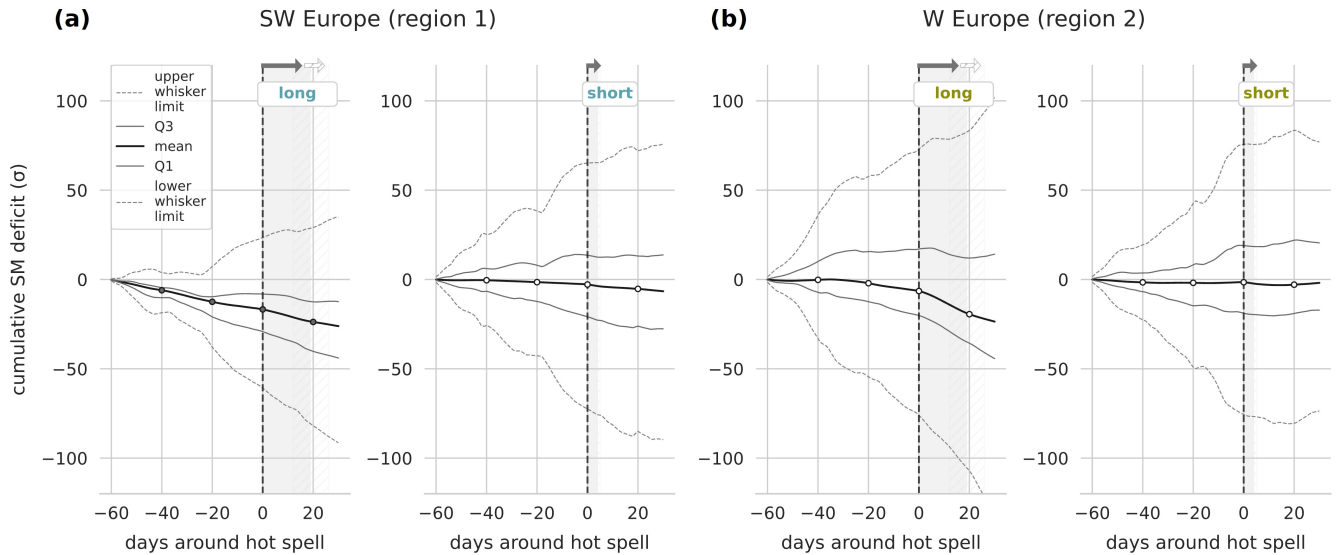 (a)
SW Europe (region 1)
(b)
W Europe (region 2)
cumulative SM deficit (σ)
upper
whisker
limit
Q3
mean
Q1
lower
whisker
limit
long
100
50
0
−50
−100
−60 −40 −20 0 20
days around hot spell
short
100
50
0
−50
−100
−60 −40 −20 0 20
days around hot spell
long
100
50
0
−50
−100
−60 −40 −20 0 20
days around hot spell
short
100
50
0
−50
−100
−60 −40 −20 0 20
days around hot spell